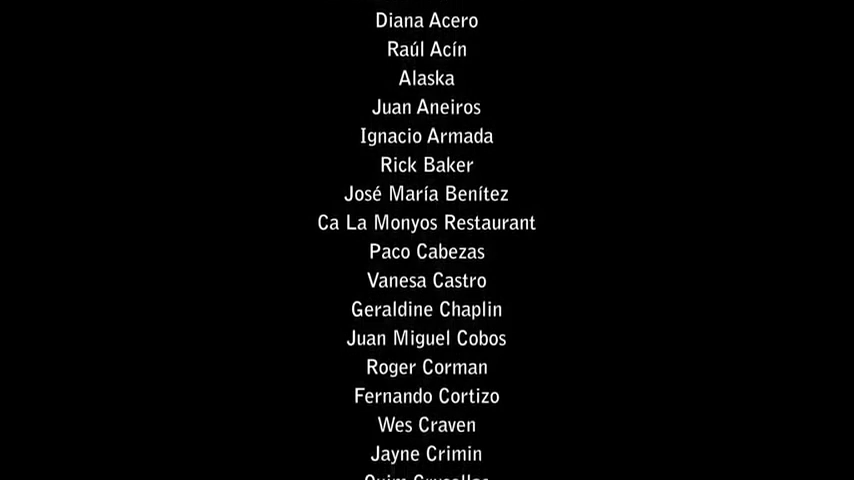 Diana Acero
Raúl Acín
Alaska
Juan Aneiros
Ignacio Armada
Rick Baker
José María Benítez
Ca La Monyos Restaurant
Paco Cabezas
Vanesa Castro
Geraldine Chaplin
Juan Miguel Cobos
Roger Corman
Fernando Cortizo
Wes Craven
Jayne Crimin